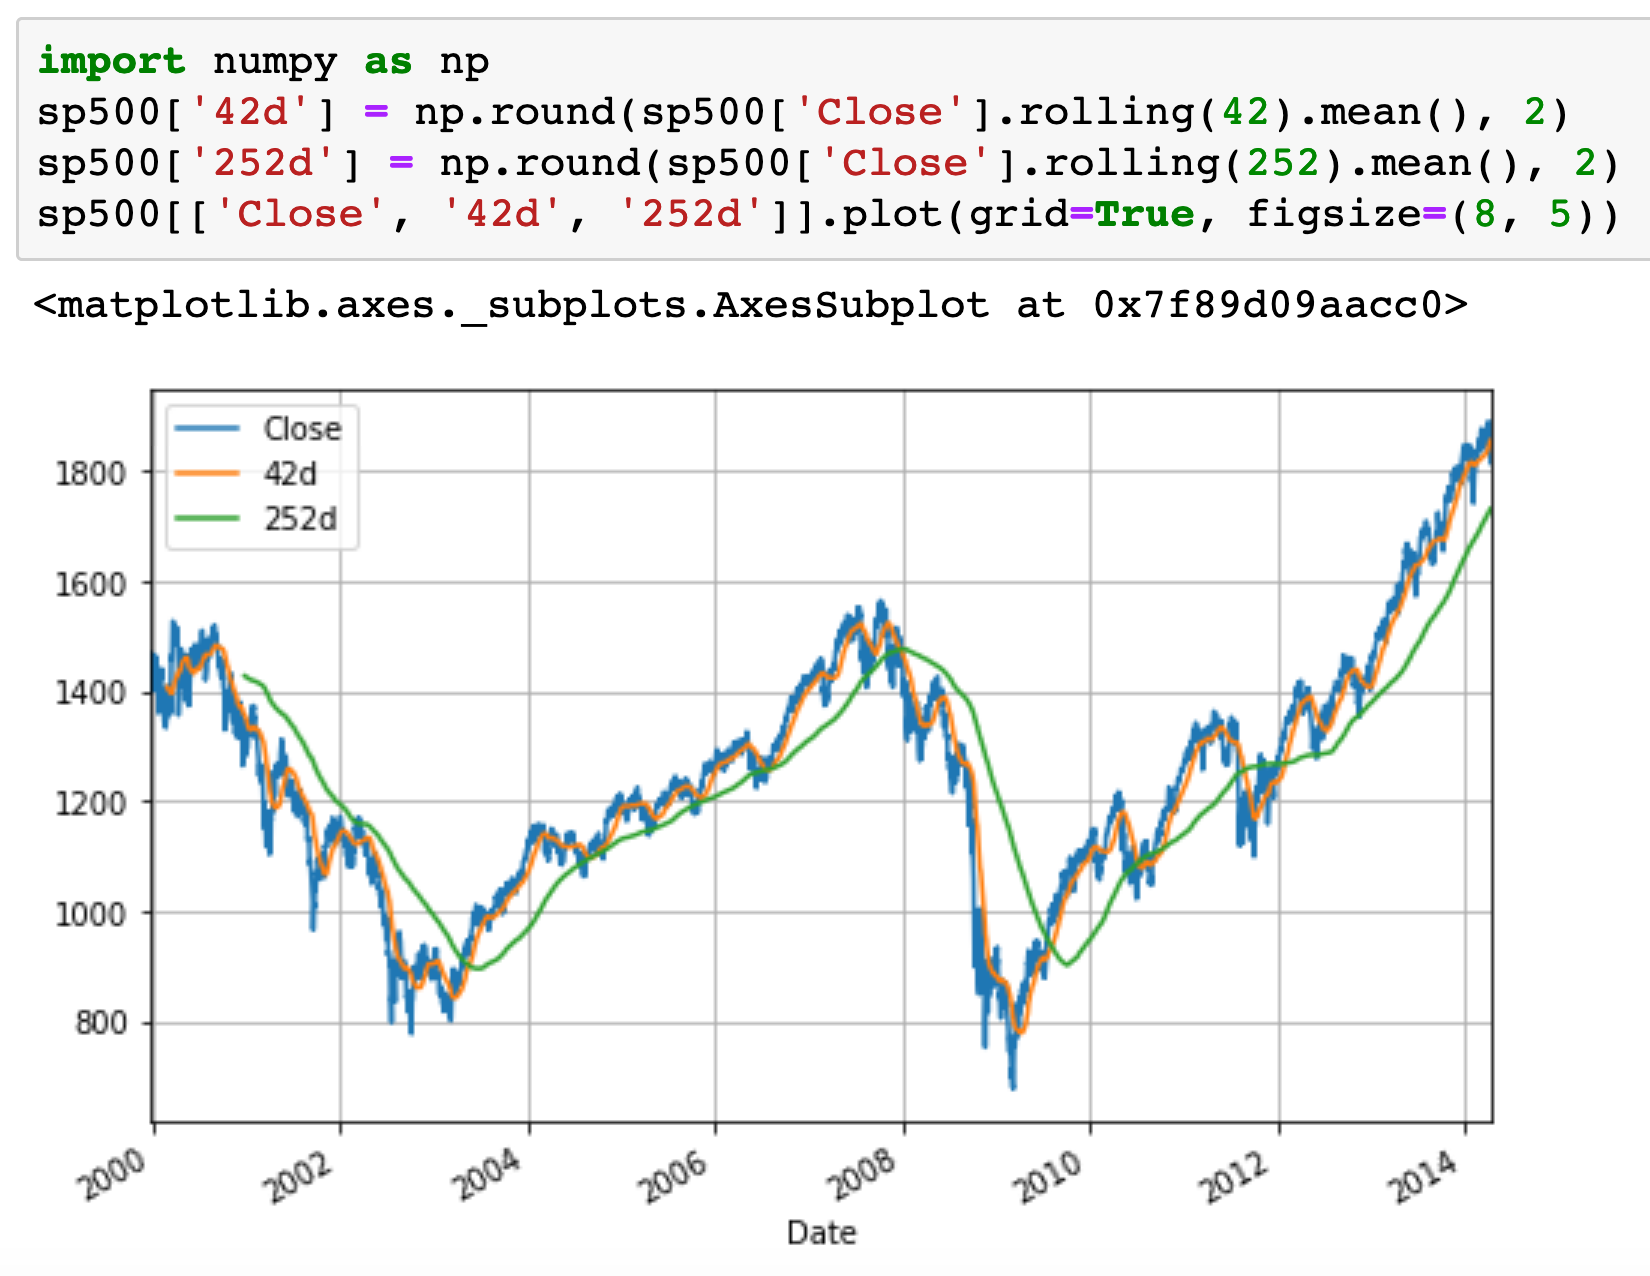 import numpy as np
sp500['42d'] = np.round(sp500['Close'].rolling(42).mean(), 2)
sp500['252d'] = np.round(sp500['Close'].rolling(252).mean(), 2)
sp500[['Close', '42d', '252d']].plot(grid=True, figsize=(8, 5))
<matplotlib.axes._subplots.AxesSubplot at 0x7f89d09aacc0>
Close
42d
252d
1800
1600
1400
1200
1000
800
2000 2002 2004 2006 2008 2010 2012 2014
Date